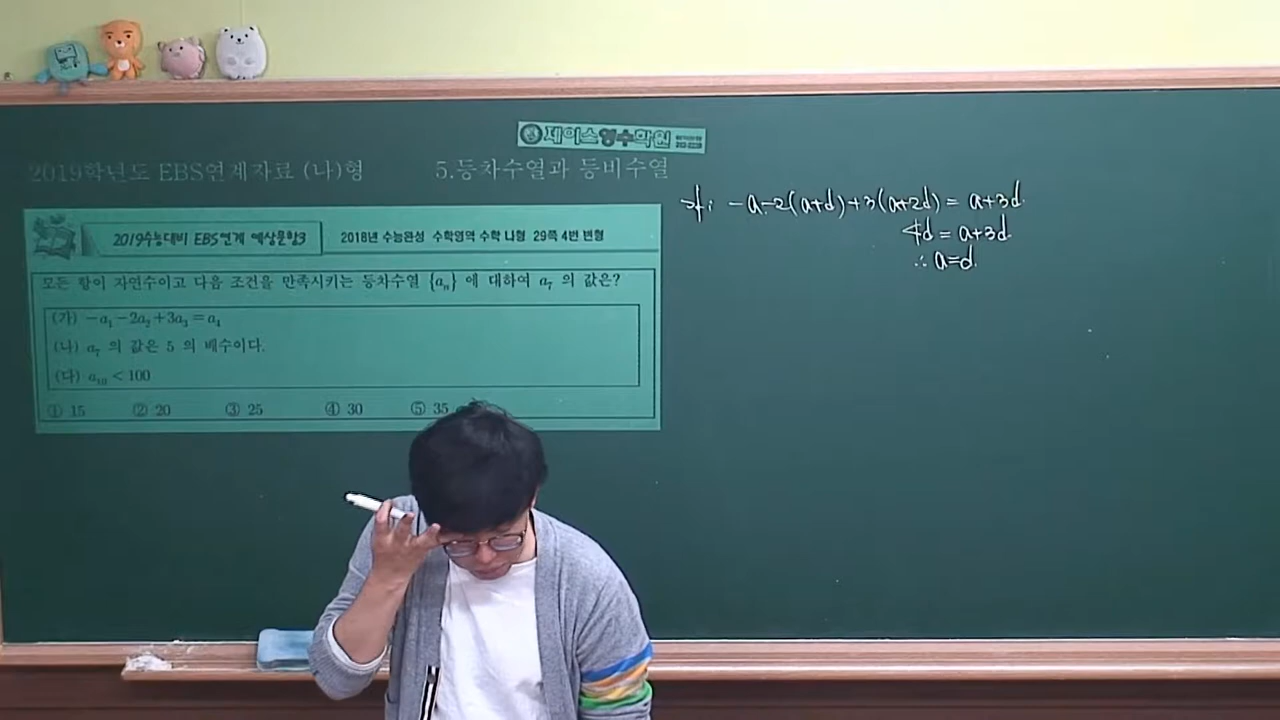 제이스영수학원
2019학년도 EBS연계자료 (나)형 5.등차수열과 등비수열
2019수능대비 EBS연계 예상문항3 2018년 수능완성 수학영역 수학 나형 29쪽 4번 변형
모든 항이 자연수이고 다음 조건을 만족시키는 등차수열 {aₙ} 에 대하여 a₇ 의 값은?
(가) -a₁-2a₂+3a₃=a₄
(나) a₇ 의 값은 5 의 배수이다.
(다) a₁₀ < 100
① 15 ② 20 ③ 25 ④ 30 ⑤ 35
가: -a-2(a+d)+3(a+2d) = a+3d
4d = a+3d
∴ a=d